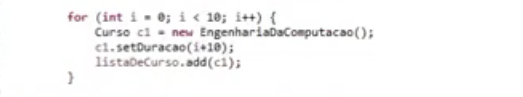 for (int i = 0; i < 10; i++) {
Curso c1 = new EngenhariaDaComputacao();
c1.setDuracao(i+10);
listaDeCurso.add(c1);
}